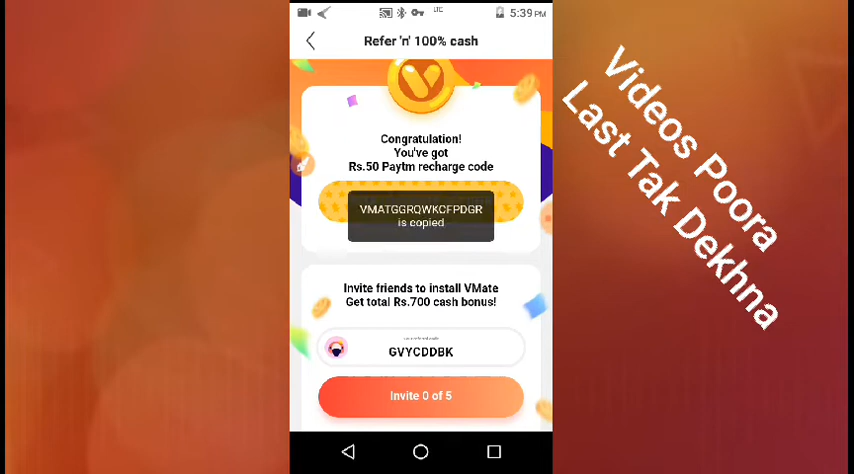 LTE
5:39 PM
Refer 'n' 100% cash
Congratulation!
You've got
Rs.50 Paytm recharge code
VMATGGRQWKCFPDGR
is copied
Invite friends to install VMate
Get total Rs.700 cash bonus!
GVYCDDBK
Invite 0 of 5
Videos Poora
Last Tak Dekhna